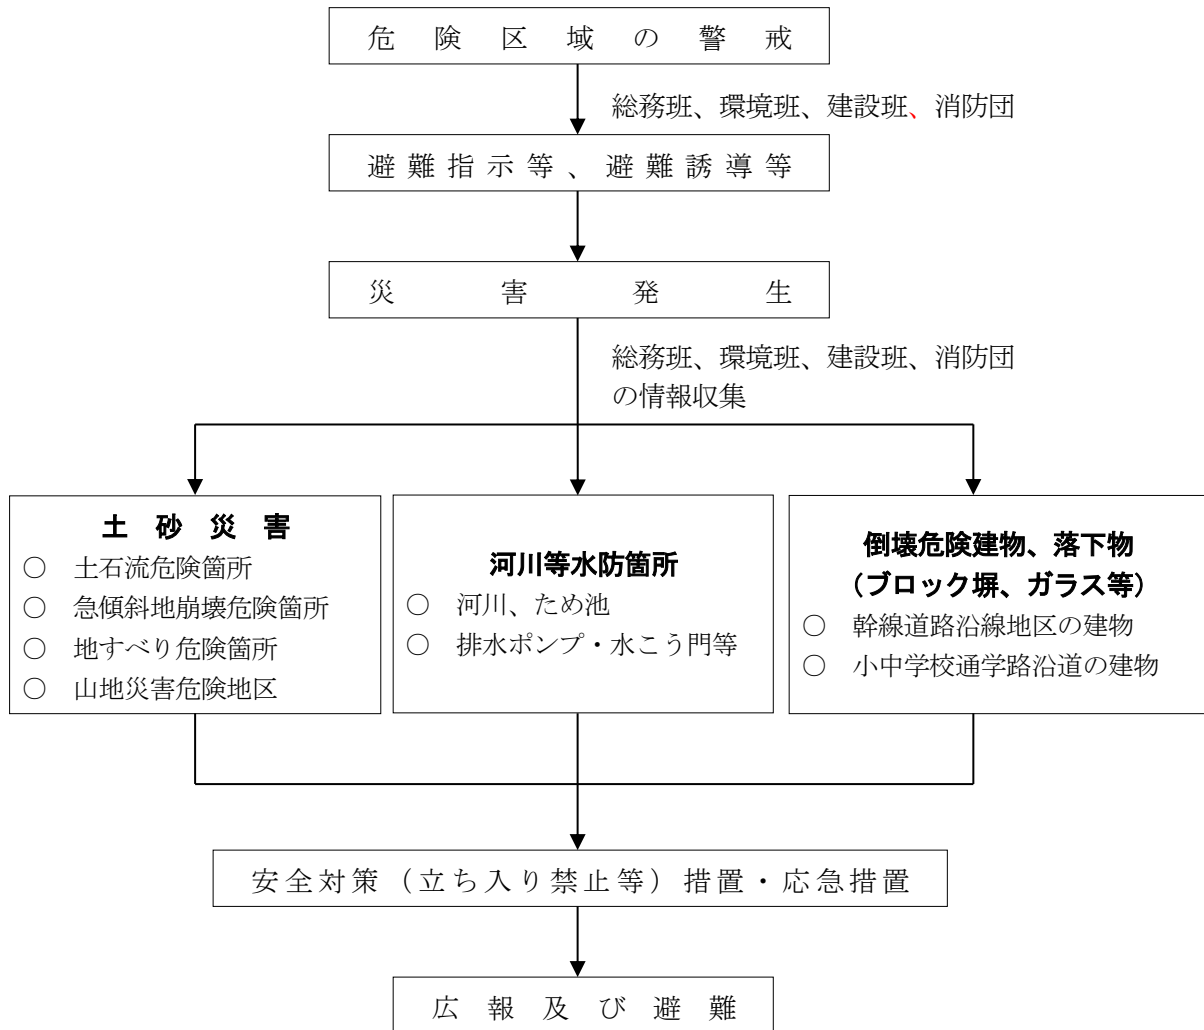 危険区域の警戒
総務班、環境班、建設班、消防団
避難指示等、避難誘導等
災害発生
総務班、環境班、建設班、消防団
の情報収集
土砂災害
○ 土石流危険箇所
○ 急傾斜地崩壊危険箇所
○ 地すべり危険箇所
○ 山地災害危険地区
河川等水防箇所
○ 河川、ため池
○ 排水ポンプ・水こう門等
倒壊危険建物、落下物
（ブロック塀、ガラス等）
○ 幹線道路沿線地区の建物
○ 小中学校通学路沿道の建物
安全対策（立ち入り禁止等）措置・応急措置
広報及び避難